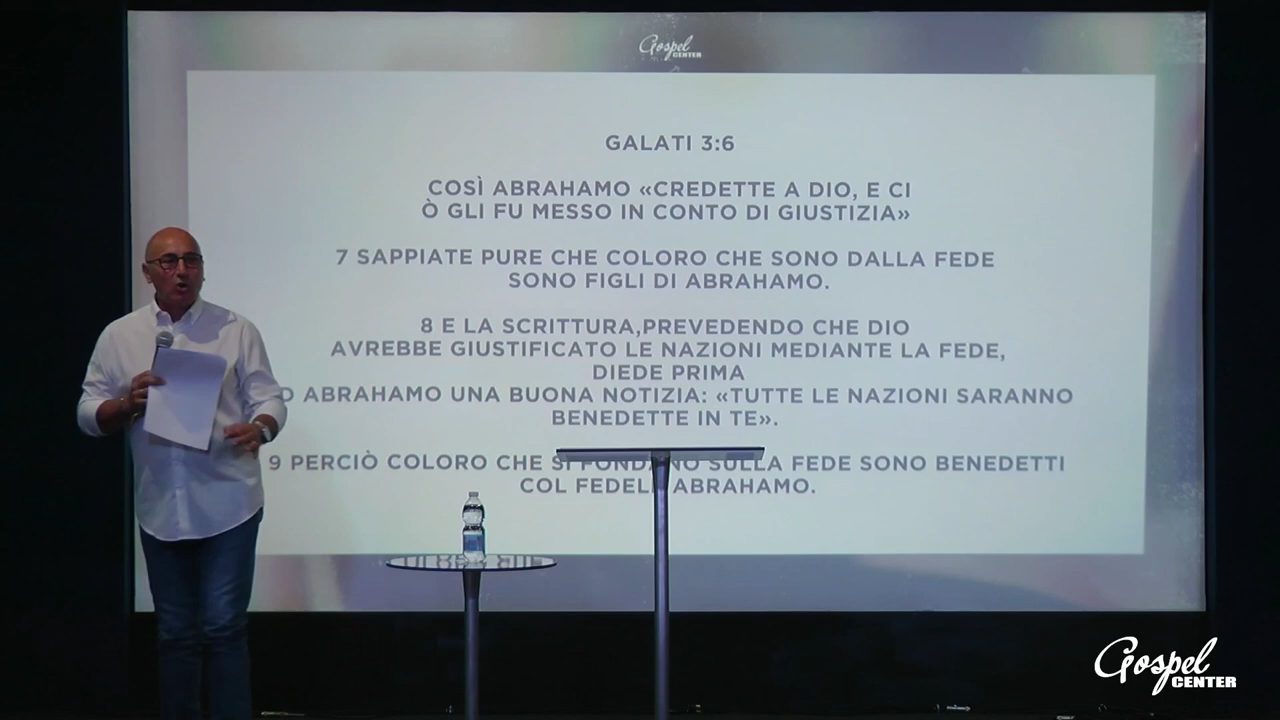 Gospel CENTER
GALATI 3:6
COSÌ ABRAHAMO «CREDETTE A DIO, E CI
Ò GLI FU MESSO IN CONTO DI GIUSTIZIA»
7 SAPPIATE PURE CHE COLORO CHE SONO DALLA FEDE
SONO FIGLI DI ABRAHAMO.
8 E LA SCRITTURA,PREVEDENDO CHE DIO
AVREBBE GIUSTIFICATO LE NAZIONI MEDIANTE LA FEDE,
DIEDE PRIMA
ABRAHAMO UNA BUONA NOTIZIA: «TUTTE LE NAZIONI SARANNO
BENEDETTE IN TE».
9 PERCIÒ COLORO CHE SI FONDANO SULLA FEDE SONO BENEDETTI
COL FEDELE ABRAHAMO.
Gospel CENTER